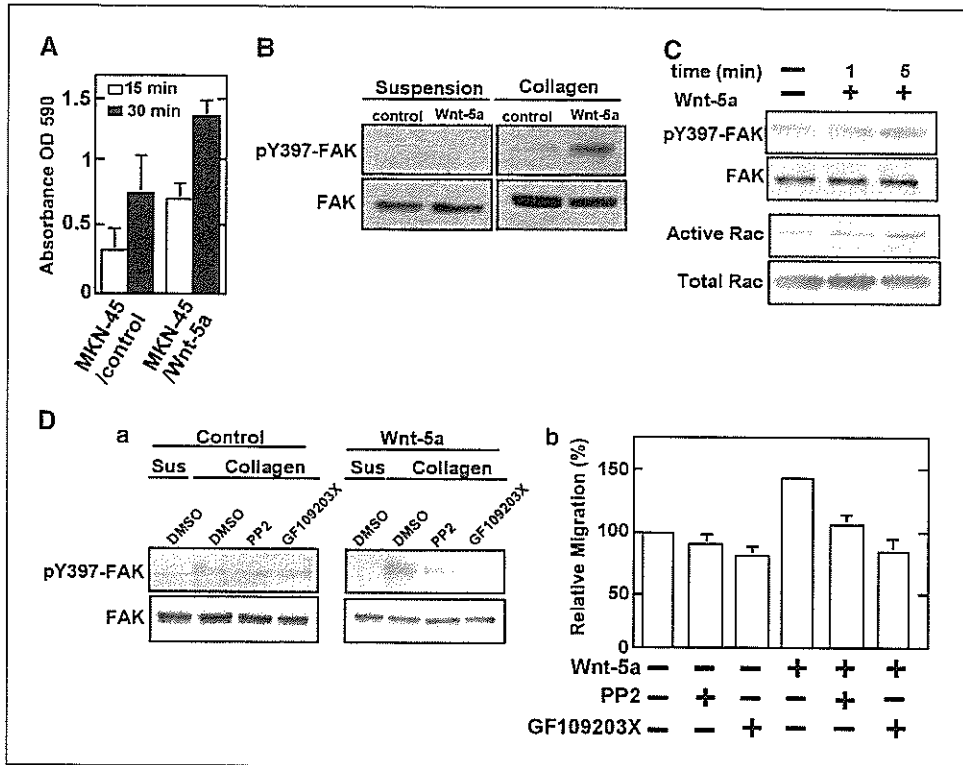 A
15 min
30 min
1.5
1
0.5
0
Absorbance OD 590
MKN-45
/control
MKN-45
/Wnt-5a
B
Suspension Collagen
control Wnt-5a control Wnt-5a
pY397-FAK
FAK
C
time (min) — 1 5
Wnt-5a — + +
pY397-FAK
FAK
Active Rac
Total Rac
D
a
Control Wnt-5a
Sus Collagen Sus Collagen
DMSO DMSO PP2 GF109203X DMSO DMSO PP2 GF109203X
pY397-FAK
FAK
b
Relative Migration (%)
150
100
50
0
Wnt-5a — — — + + +
PP2 — + — — + —
GF109203X — — + — — +